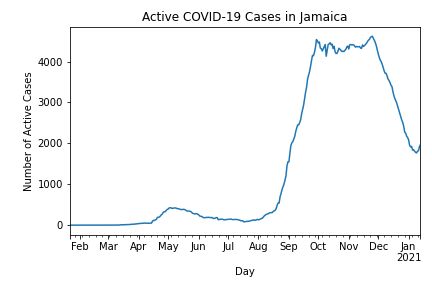 Active COVID-19 Cases in Jamaica
Number of Active Cases
4000
3000
2000
1000
0
Feb Mar Apr May Jun Jul Aug Sep Oct Nov Dec Jan
2021
Day